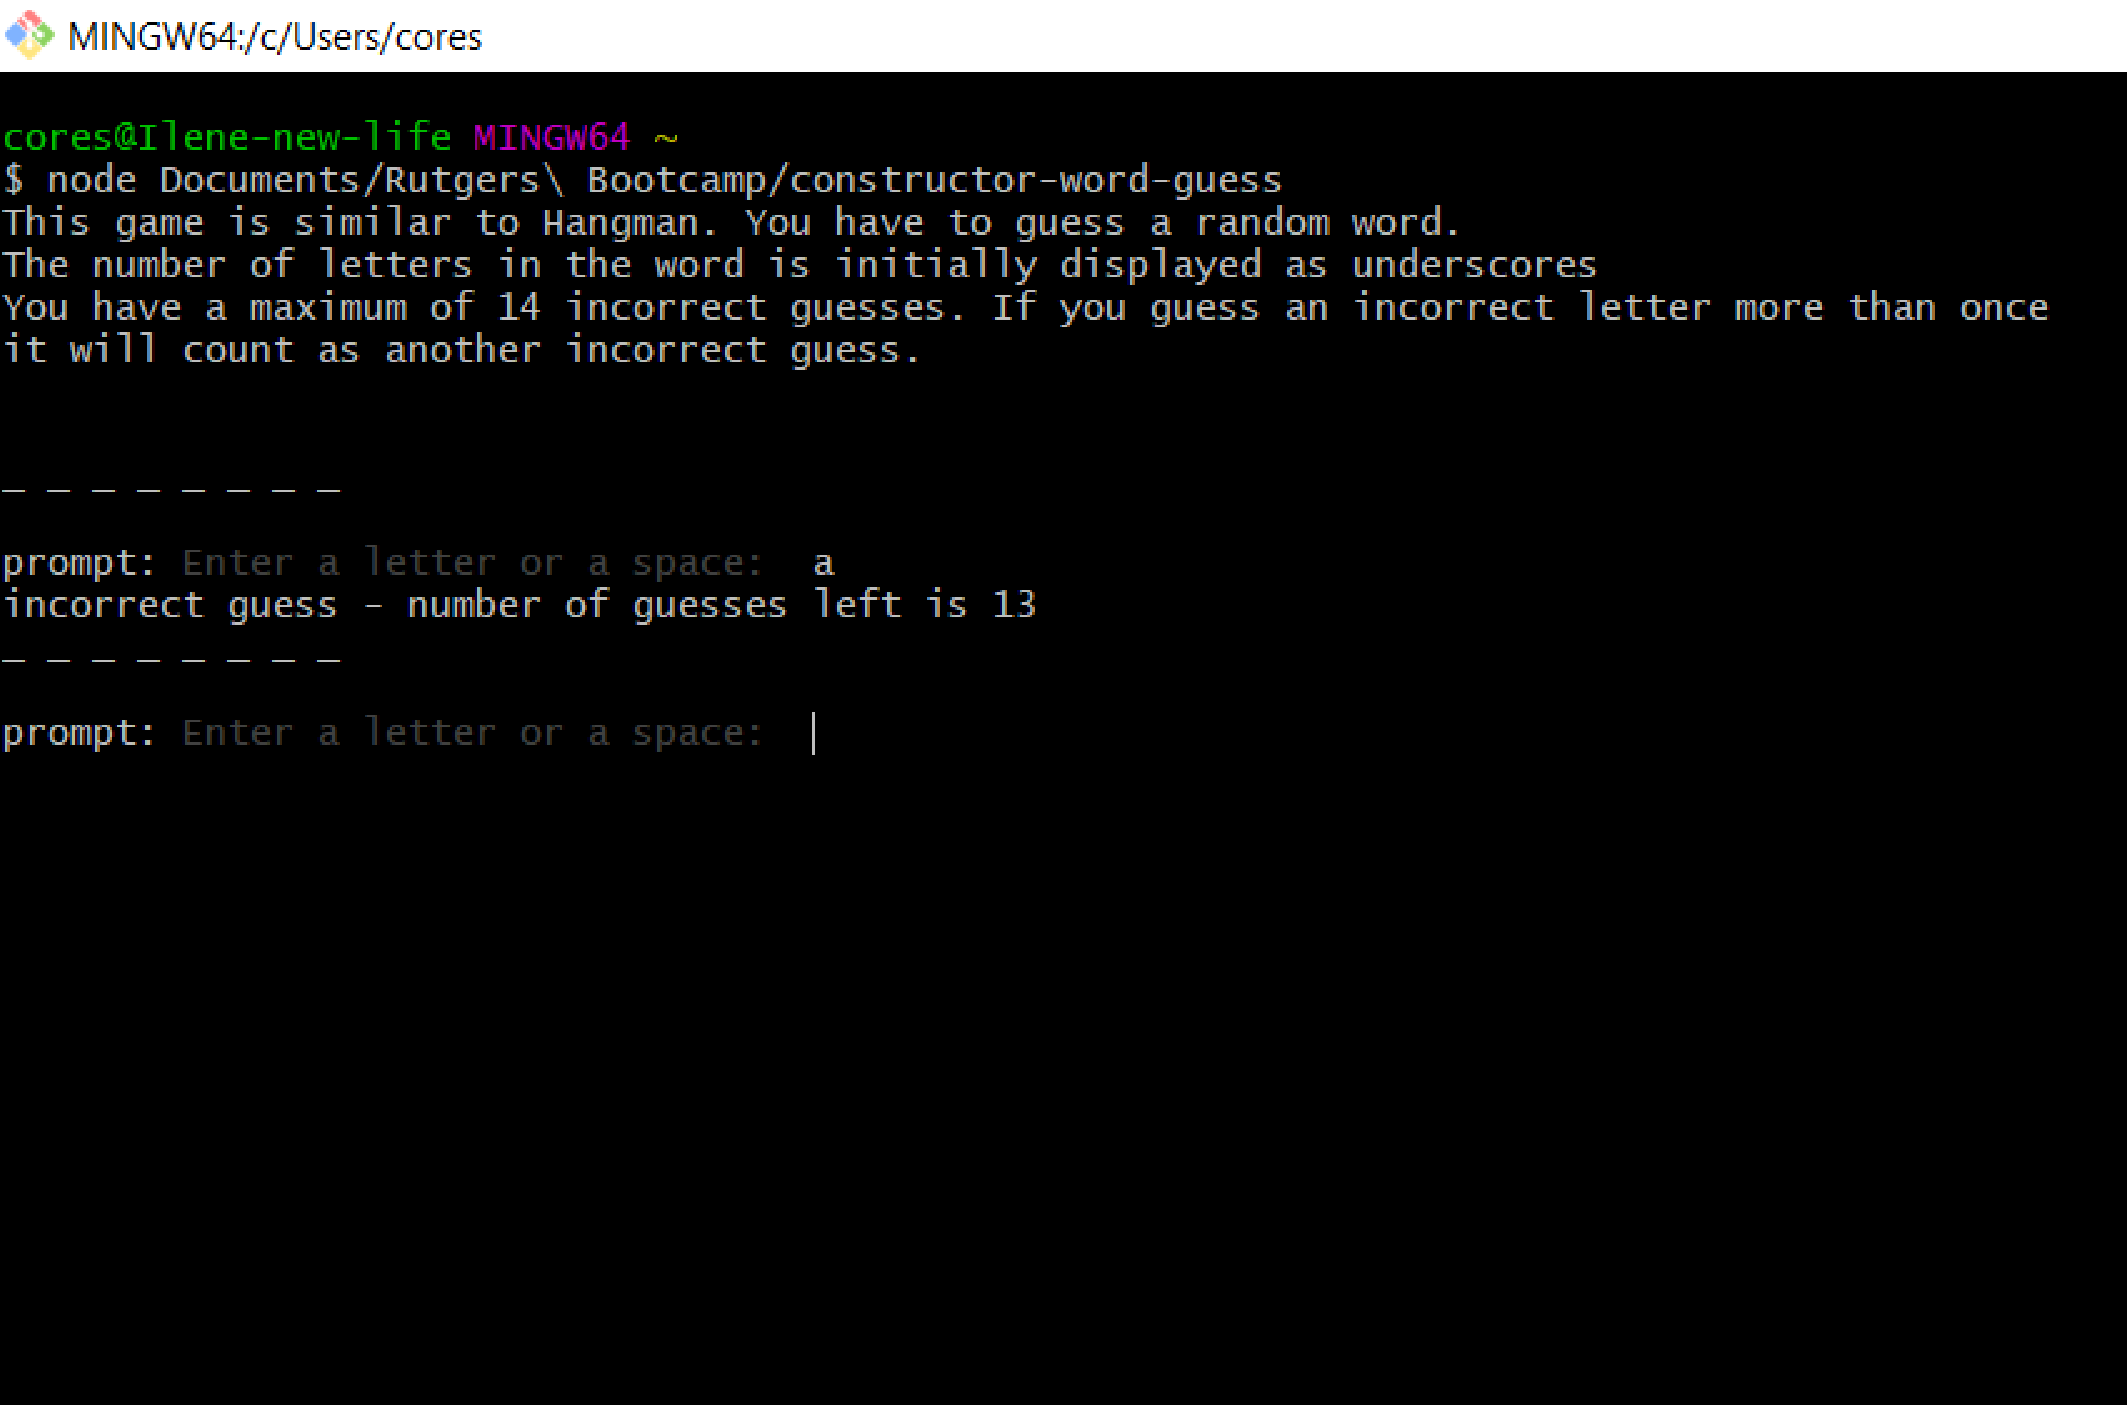 MINGW64:/c/Users/cores
cores@Ilene-new-life MINGW64 ~
$ node Documents/Rutgers\ Bootcamp/constructor-word-guess
This game is similar to Hangman. You have to guess a random word.
The number of letters in the word is initially displayed as underscores
You have a maximum of 14 incorrect guesses. If you guess an incorrect letter more than once
it will count as another incorrect guess.
_ _ _ _ _ _ _ _
prompt: Enter a letter or a space:  a
incorrect guess - number of guesses left is 13
_ _ _ _ _ _ _ _
prompt: Enter a letter or a space: